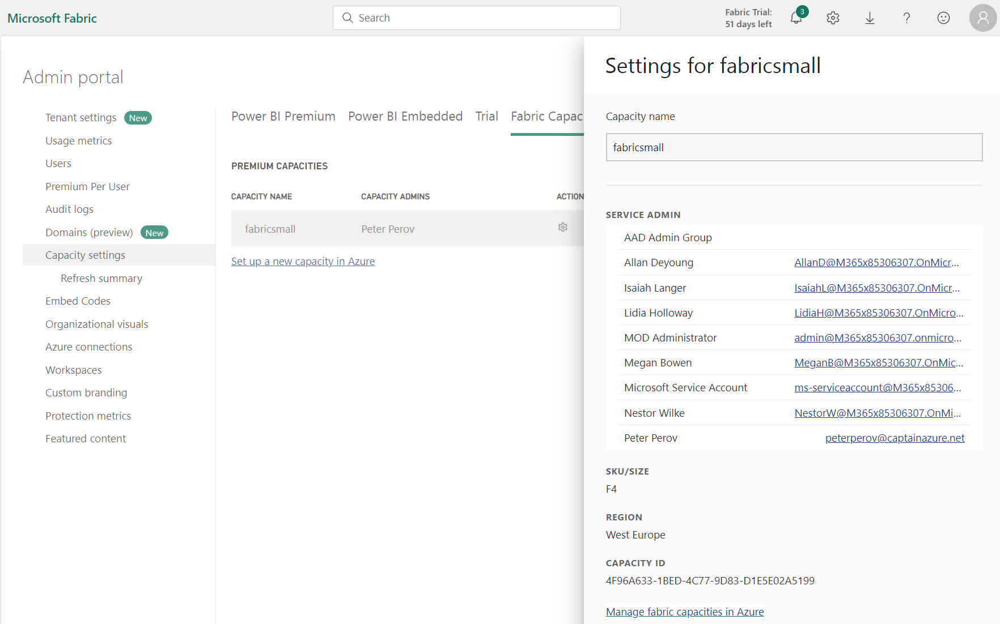 Microsoft Fabric
Search
Fabric Trial:
51 days left
3
Admin portal
Tenant settings New
Usage metrics
Users
Premium Per User
Audit logs
Domains (preview) New
Capacity settings
Refresh summary
Embed Codes
Organizational visuals
Azure connections
Workspaces
Custom branding
Protection metrics
Featured content
Power BI Premium Power BI Embedded Trial Fabric Capac
PREMIUM CAPACITIES
CAPACITY NAME CAPACITY ADMINS ACTION
fabricsmall Peter Perov
Set up a new capacity in Azure
Settings for fabricsmall
Capacity name
fabricsmall
SERVICE ADMIN
AAD Admin Group
Allan Deyoung AllanD@M365x85306307.OnMicr...
Isaiah Langer IsaiahL@M365x85306307.OnMicr...
Lidia Holloway LidiaH@M365x85306307.OnMicro...
MOD Administrator admin@M365x85306307.onmicro...
Megan Bowen MeganB@M365x85306307.OnMic...
Microsoft Service Account ms-serviceaccount@M365x85306...
Nestor Wilke NestorW@M365x85306307.OnMi...
Peter Perov peterperov@captainazure.net
SKU/SIZE
F4
REGION
West Europe
CAPACITY ID
4F96A633-1BED-4C77-9D83-D1E5E02A5199
Manage fabric capacities in Azure